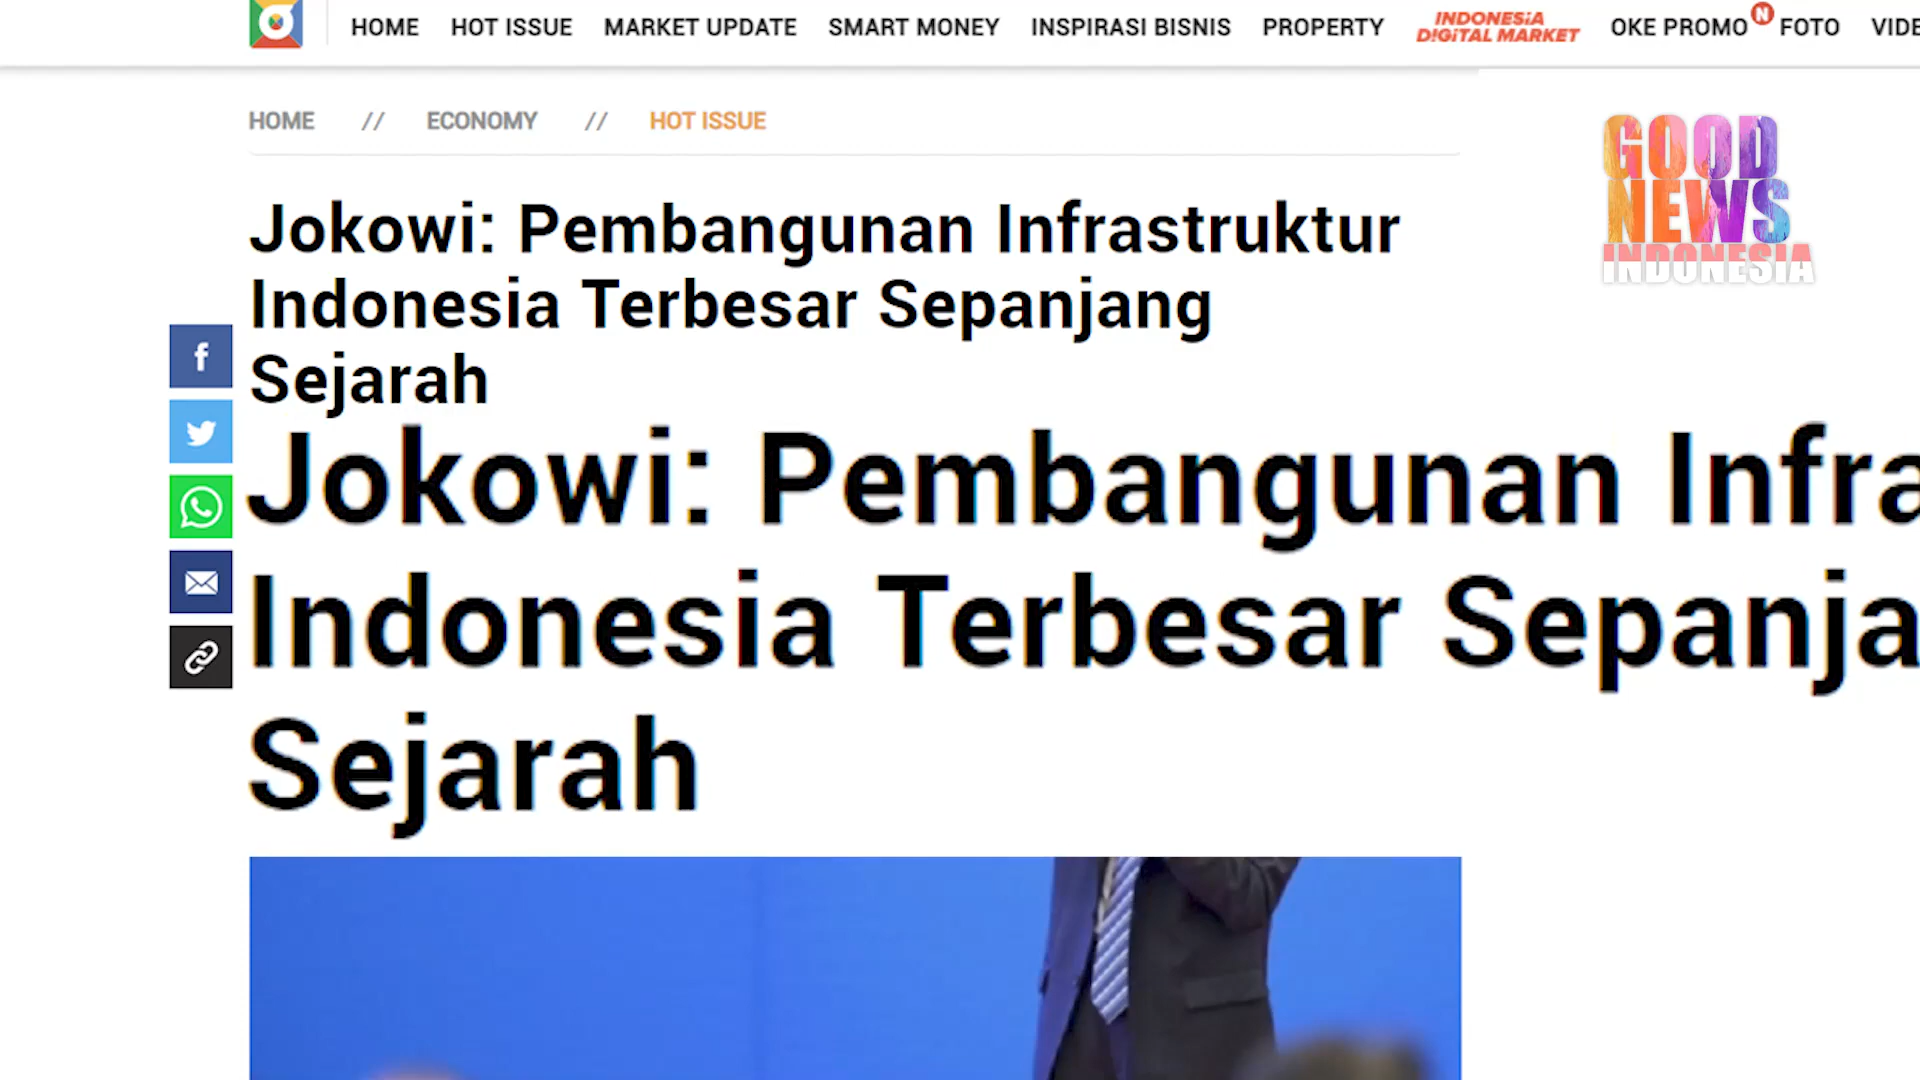 HOME HOT ISSUE MARKET UPDATE SMART MONEY INSPIRASI BISNIS PROPERTY INDONESIA DIGITAL MARKET OKE PROMO N FOTO VIDE
HOME // ECONOMY // HOT ISSUE
GOOD
NEWS
INDONESIA
Jokowi: Pembangunan Infrastruktur
Indonesia Terbesar Sepanjang
Sejarah
Jokowi: Pembangunan Infra
Indonesia Terbesar Sepanja
Sejarah